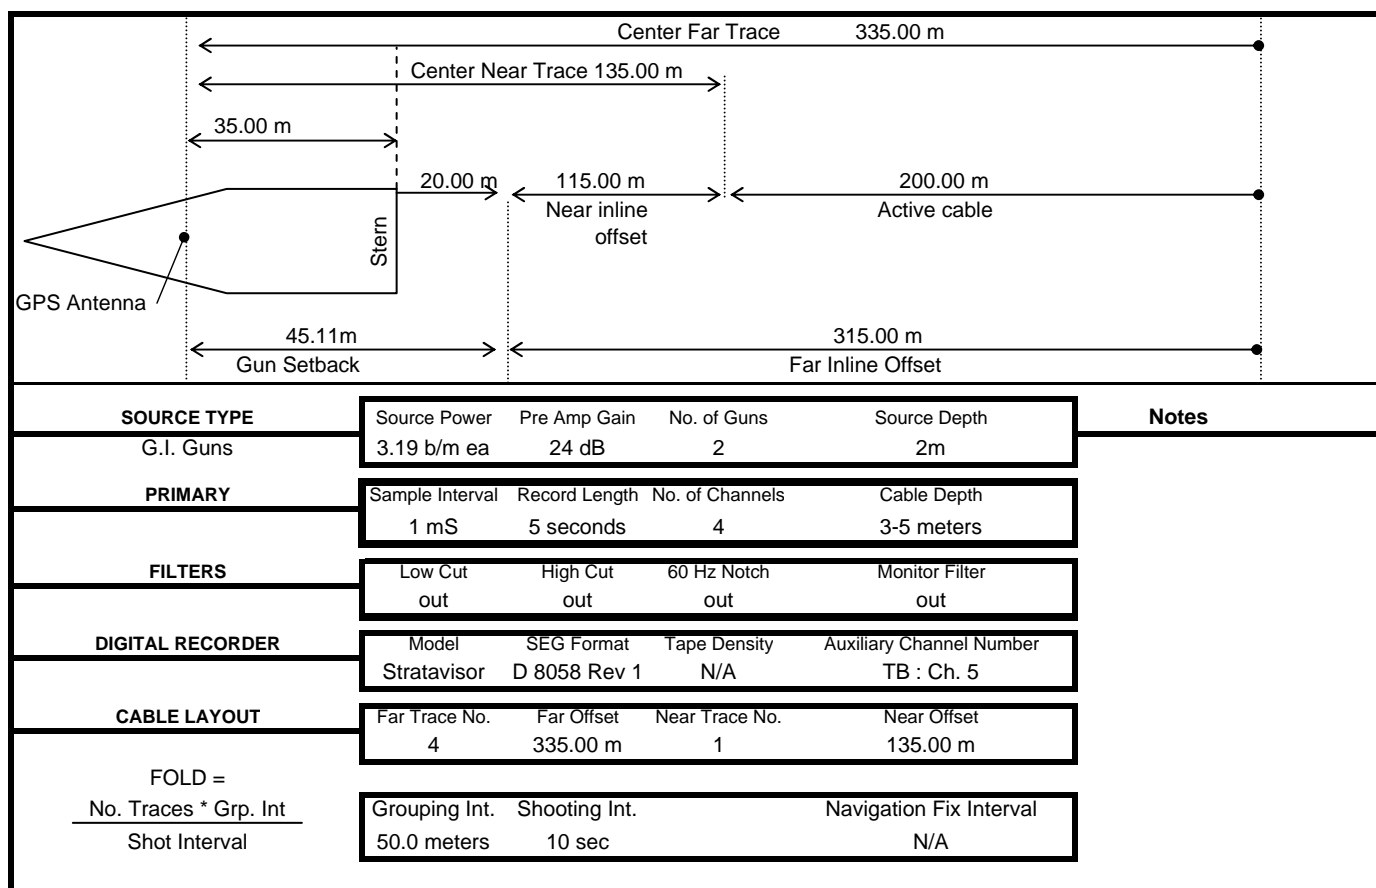 Center Far Trace 335.00 m
Center Near Trace 135.00 m
35.00 m
20.00 m 115.00 m 200.00 m
Near inline Active cable
offset
Stern
GPS Antenna
45.11m 315.00 m
Gun Setback Far Inline Offset
SOURCE TYPE Source Power Pre Amp Gain No. of Guns Source Depth Notes
G.I. Guns 3.19 b/m ea 24 dB 2 2m
PRIMARY Sample Interval Record Length No. of Channels Cable Depth
1 mS 5 seconds 4 3-5 meters
FILTERS Low Cut High Cut 60 Hz Notch Monitor Filter
out out out out
DIGITAL RECORDER Model SEG Format Tape Density Auxiliary Channel Number
Stratavisor D 8058 Rev 1 N/A TB : Ch. 5
CABLE LAYOUT Far Trace No. Far Offset Near Trace No. Near Offset
4 335.00 m 1 135.00 m
FOLD =
No. Traces * Grp. Int Grouping Int. Shooting Int. Navigation Fix Interval
Shot Interval 50.0 meters 10 sec N/A